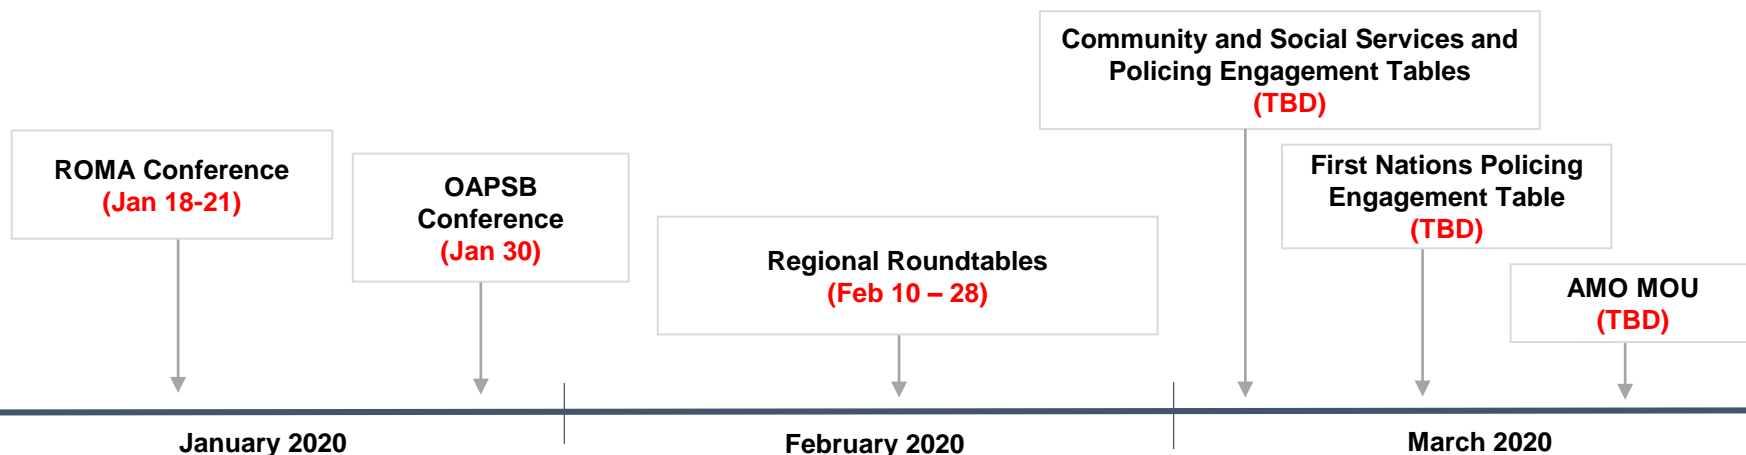 ROMA Conference
(Jan 18-21)
OAPSB
Conference
(Jan 30)
Regional Roundtables
(Feb 10 – 28)
Community and Social Services and
Policing Engagement Tables
(TBD)
First Nations Policing
Engagement Table
(TBD)
AMO MOU
(TBD)
January 2020
February 2020
March 2020